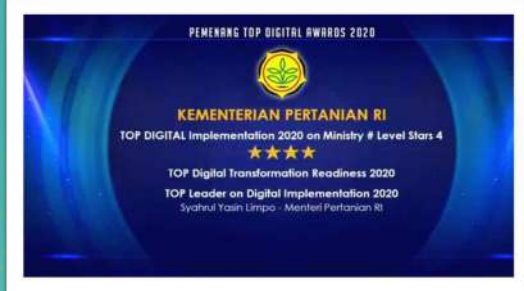 PEMENANG TOP DIGITAL AWARDS 2020
KEMENTERIAN PERTANIAN RI
TOP DIGITAL Implementation 2020 on Ministry # Level Stars 4
TOP Digital Transformation Readiness 2020
TOP Leader on Digital Implementation 2020
Syahrul Yasin Limpo - Menteri Pertanian RI